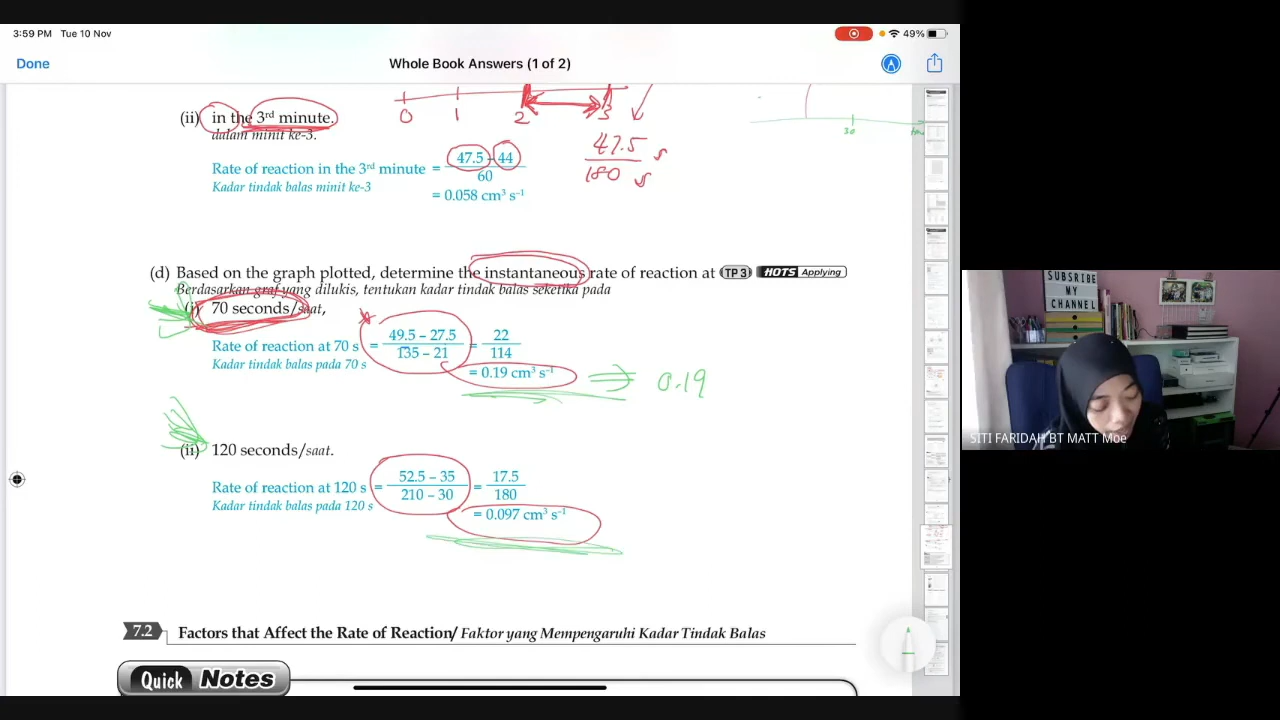 3:59 PM Tue 10 Nov
49%
Done
Whole Book Answers (1 of 2)
0 1 2 3
(ii) in the 3rd minute.
dalam minit ke-3.
Rate of reaction in the 3rd minute = 47.5 – 44
60
Kadar tindak balas minit ke-3
= 0.058 cm³ s⁻¹
47.5 s
180 s
30
(d) Based on the graph plotted, determine the instantaneous rate of reaction at TP 3 HOTS Applying
Berdasarkan graf yang dilukis, tentukan kadar tindak balas seketika pada
(i) 70 seconds/saat,
Rate of reaction at 70 s = 49.5 – 27.5 = 22
135 – 21 114
Kadar tindak balas pada 70 s
= 0.19 cm³ s⁻¹
0.19
(ii) 120 seconds/saat.
Rate of reaction at 120 s = 52.5 – 35 = 17.5
210 – 30 180
Kadar tindak balas pada 120 s
= 0.097 cm³ s⁻¹
7.2 Factors that Affect the Rate of Reaction/ Faktor yang Mempengaruhi Kadar Tindak Balas
Quick Notes
SUBSRIBE
MY
CHANNEL
SITI FARIDAH BT MATT Moe